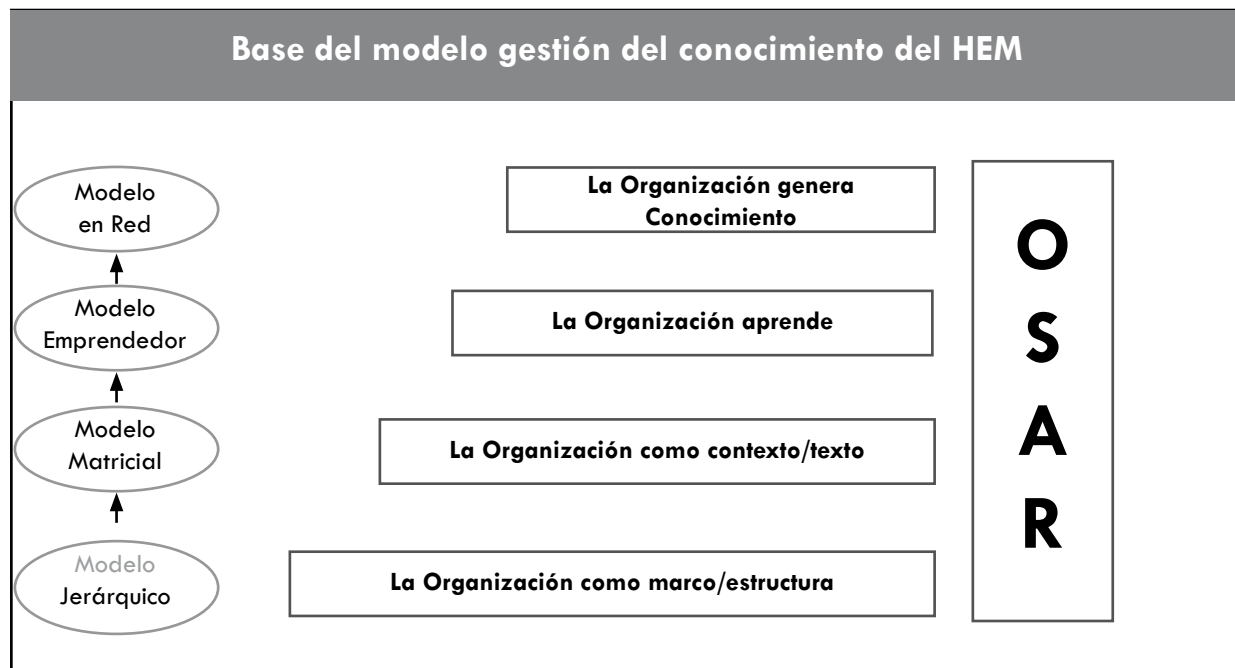 Base del modelo gestión del conocimiento del HEM
Modelo
en Red
La Organización genera
Conocimiento
Modelo
Emprendedor
La Organización aprende
Modelo
Matricial
La Organización como contexto/texto
Modelo
Jerárquico
La Organización como marco/estructura
O
S
A
R